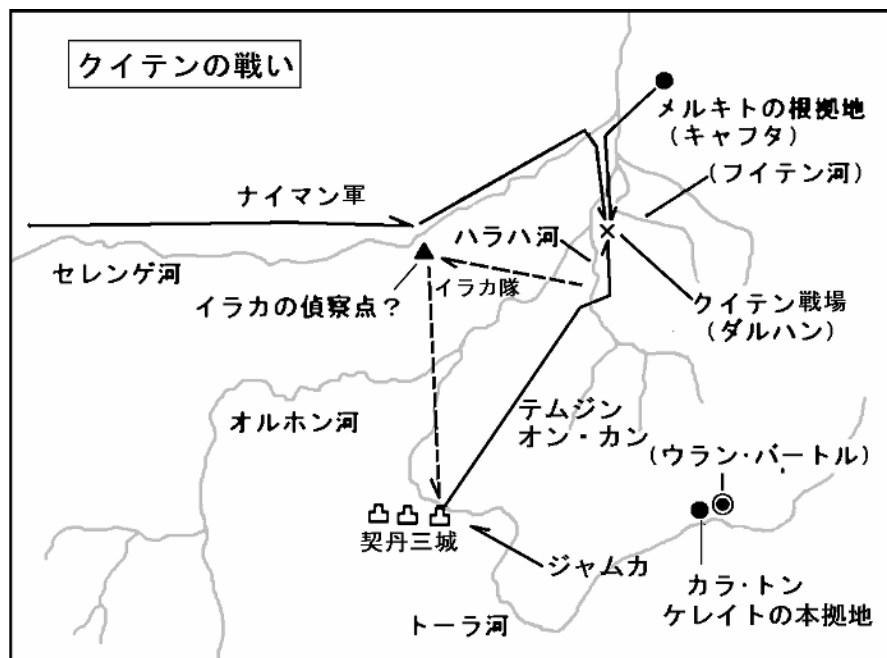 クイテンの戦い
メルキトの根拠地
(キャフタ)
(フイテン河)
ナイマン軍
ハラハ河
セレンゲ河
イラカ隊
イラカの偵察点?
クイテン戦場
(ダルハン)
オルホン河
テムジン
オン・カン
(ウラン・バートル)
契丹三城
ジャムカ
カラ・トン
ケレイトの本拠地
トーラ河